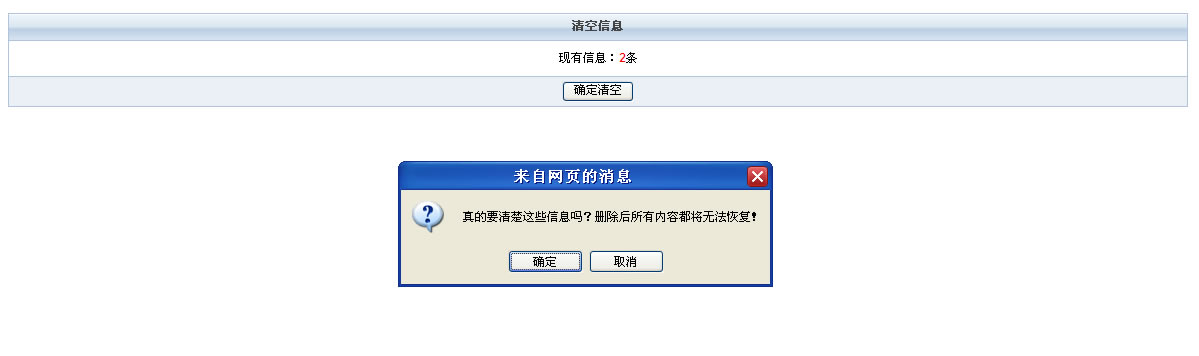 清空信息
现有信息：2条
确定清空
来自网页的消息
真的要清楚这些信息吗？删除后所有内容都将无法恢复！
确定
取消